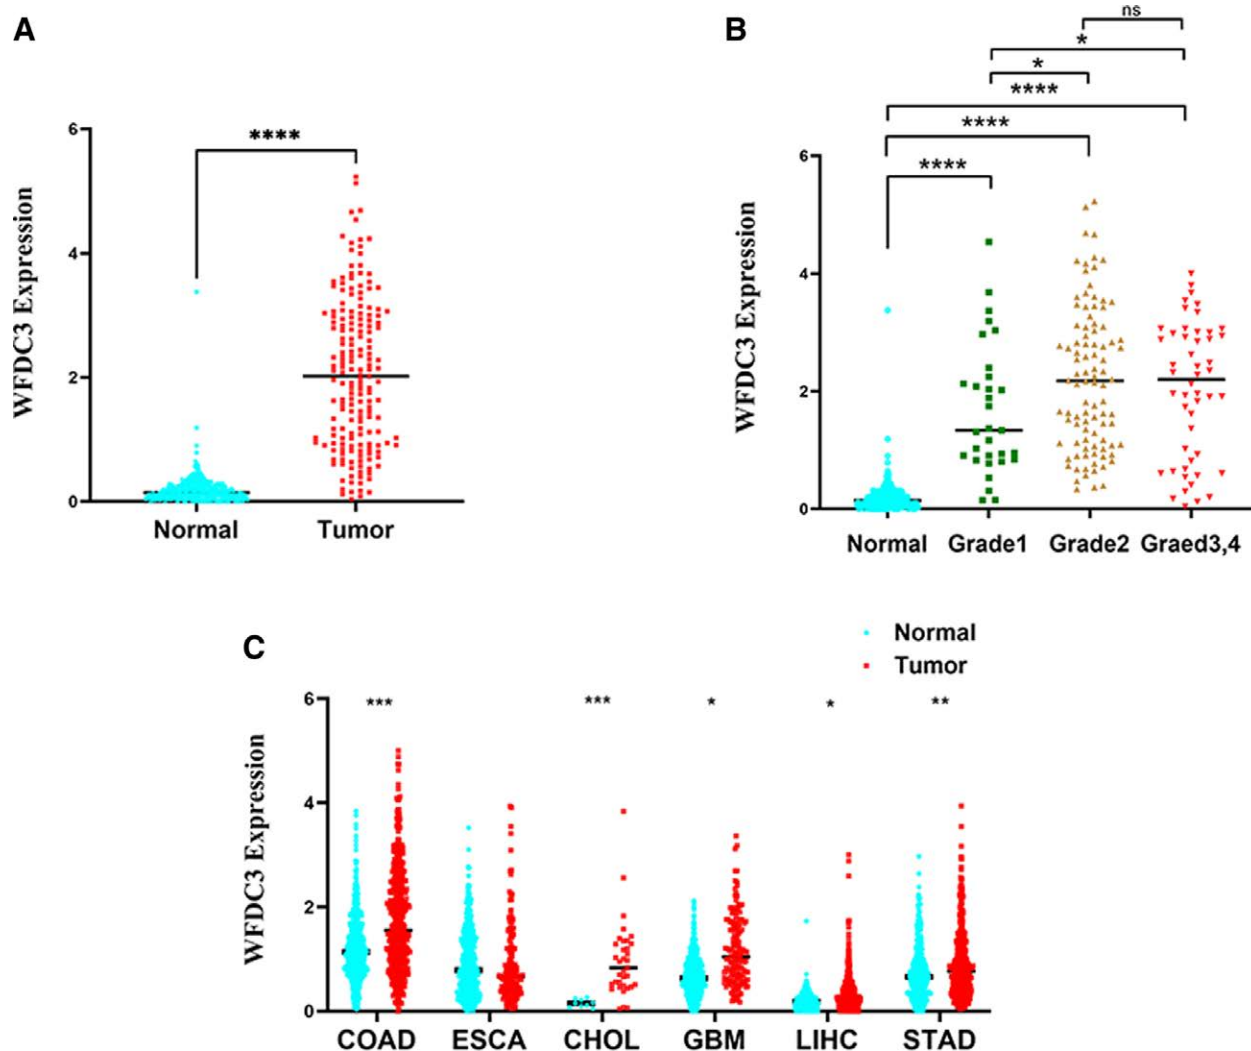 A
WFDC3 Expression
6
4
2
0
****
Normal
Tumor
B
WFDC3 Expression
6
4
2
0
ns
*
*
****
****
****
Normal
Grade1
Grade2
Graed3,4
C
Normal
Tumor
WFDC3 Expression
6
4
2
0
***
***
*
*
**
COAD
ESCA
CHOL
GBM
LIHC
STAD